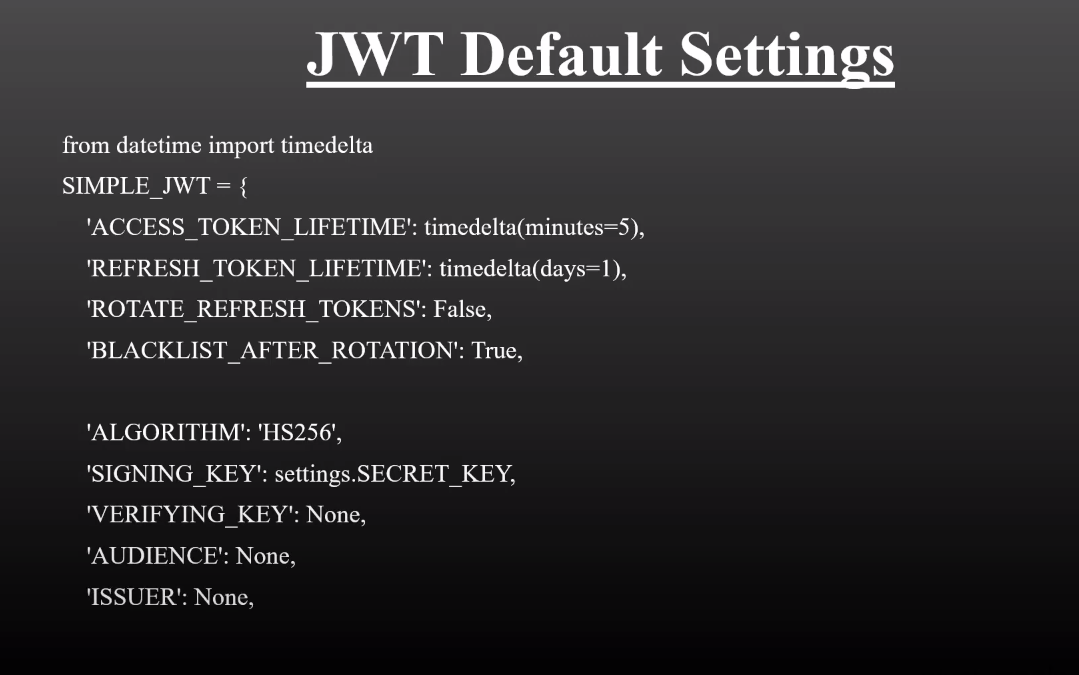 JWT Default Settings
from datetime import timedelta
SIMPLE_JWT = {
'ACCESS_TOKEN_LIFETIME': timedelta(minutes=5),
'REFRESH_TOKEN_LIFETIME': timedelta(days=1),
'ROTATE_REFRESH_TOKENS': False,
'BLACKLIST_AFTER_ROTATION': True,
'ALGORITHM': 'HS256',
'SIGNING_KEY': settings.SECRET_KEY,
'VERIFYING_KEY': None,
'AUDIENCE': None,
'ISSUER': None,